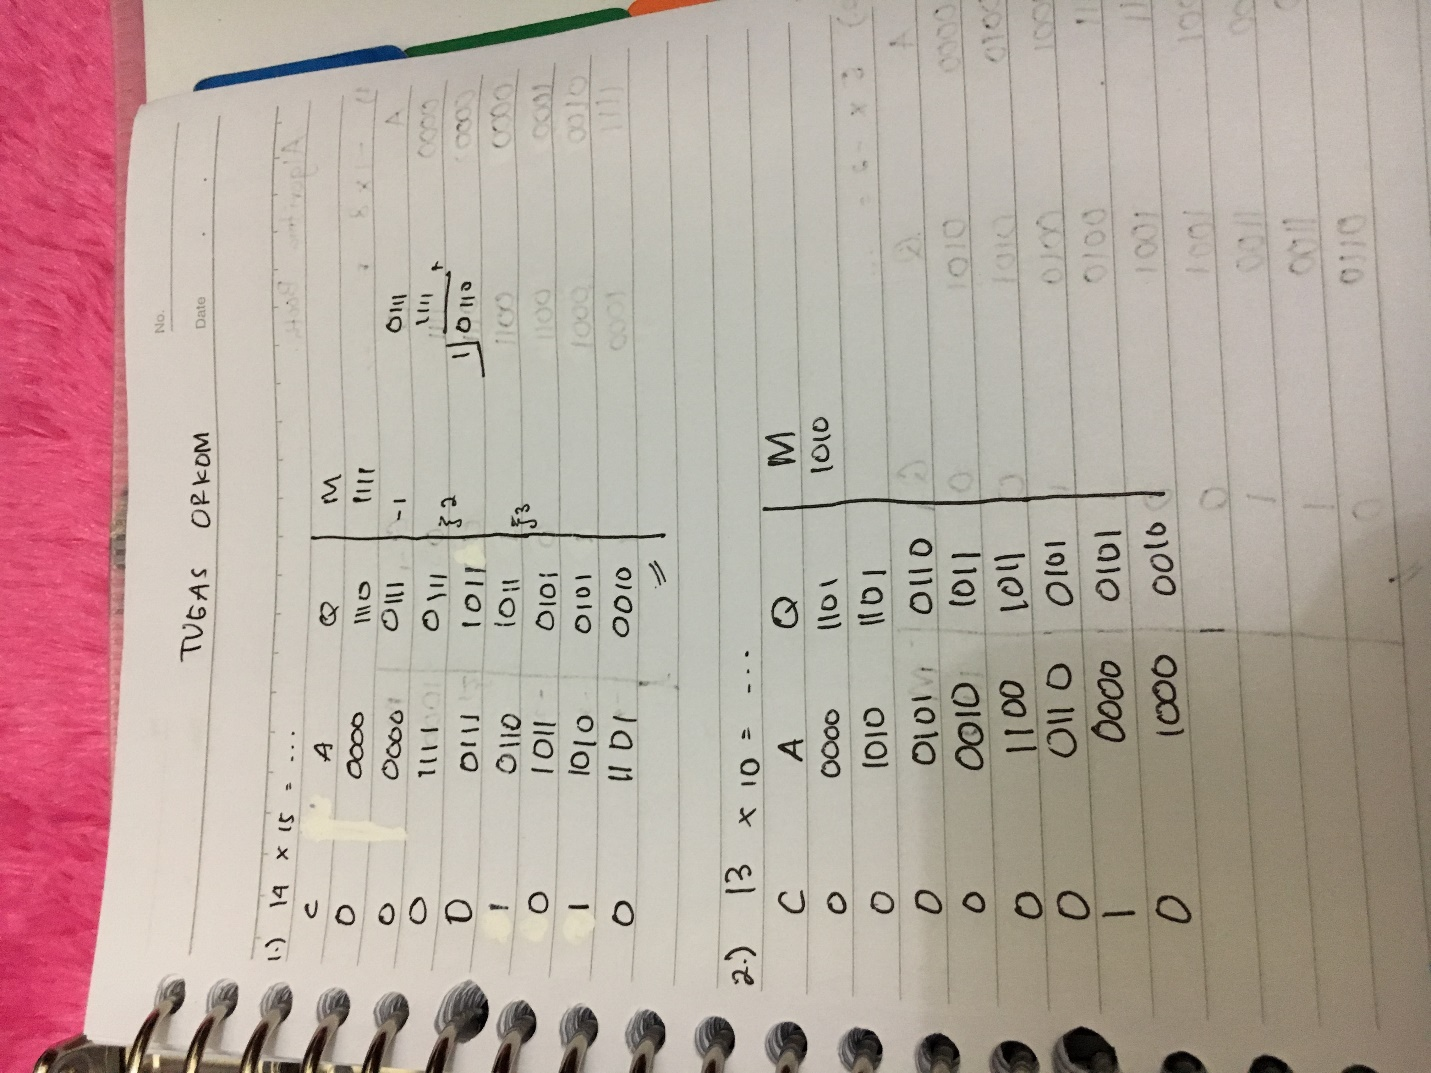 No.
Date
TUGAS ORKOM
1.) 14 x 15 = ...
C A Q M
0 0000 1110 1111
0 0000 0111 - 1
0 1111 0111
0 0111 1011 } 2
1 0110 1011
0 1011 0101 } 3
1 1010 0101
0 1101 0010
0111
1111 +
1 0110
2.) 13 x 10 = ...
C A Q M
0 0000 1101 1010
0 1010 1101
0 0101 0110
0 0010 1011
0 1100 1011
0 0110 0101
1 0000 0101
0 1000 0010